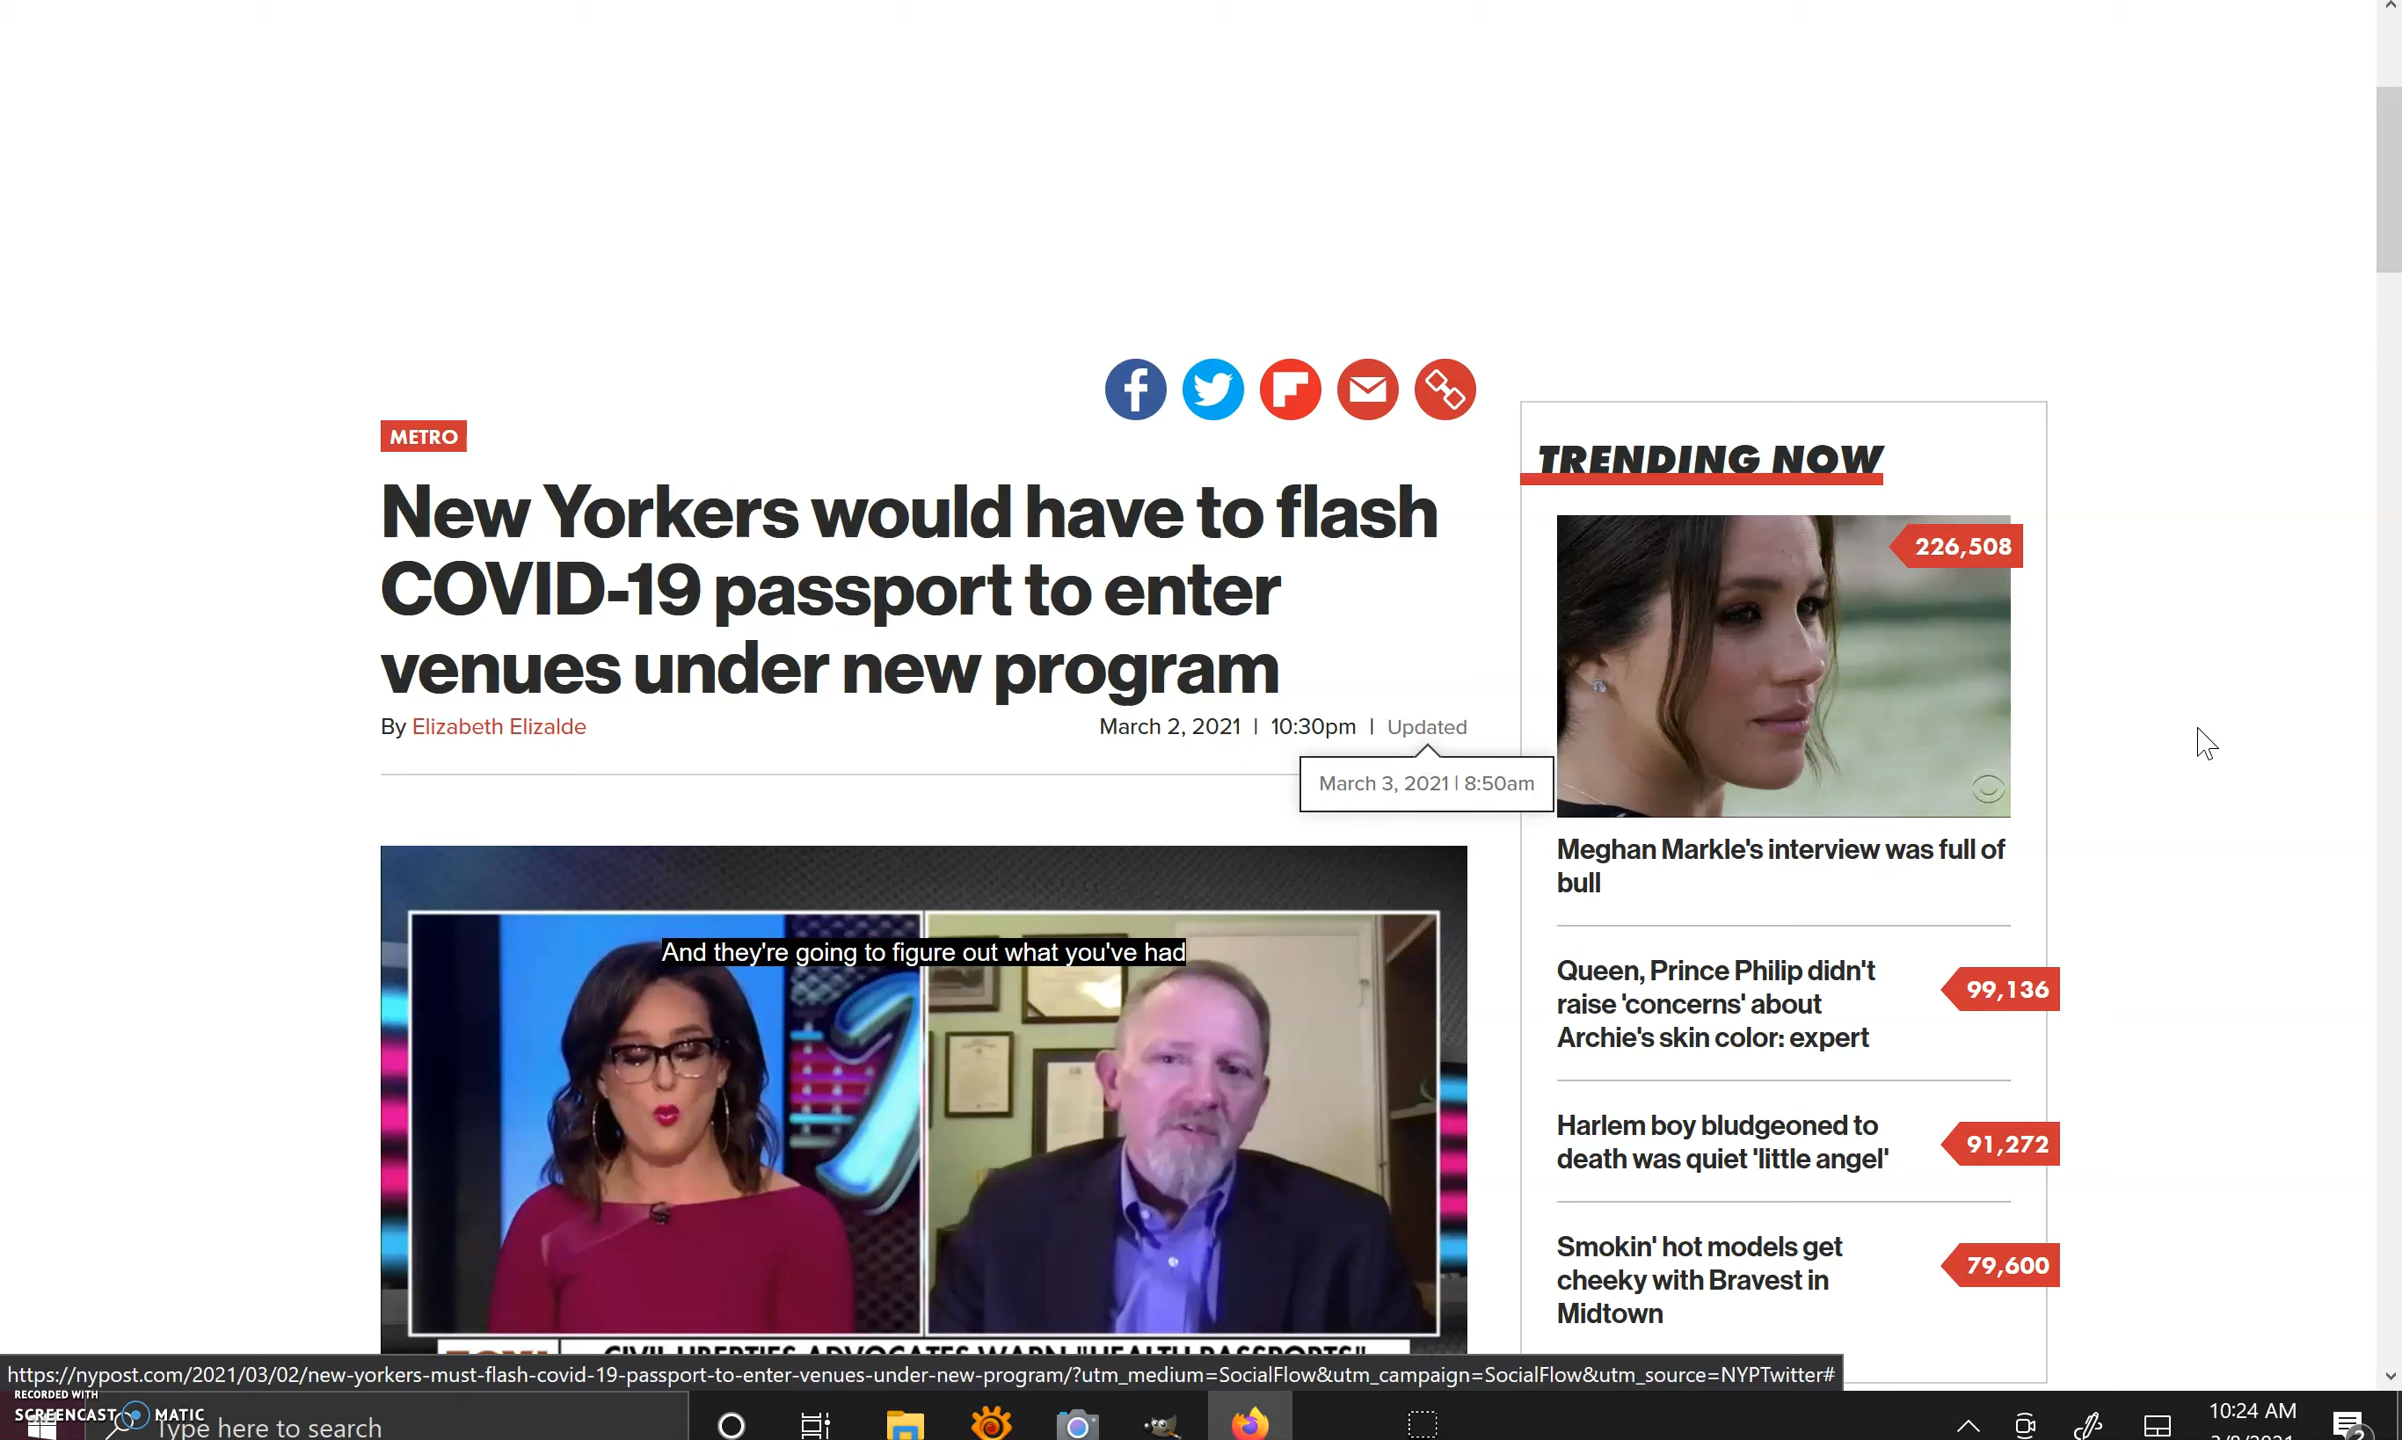 METRO
New Yorkers would have to flash
COVID-19 passport to enter
venues under new program
By Elizabeth Elizalde
March 2, 2021 | 10:30pm | Updated
March 3, 2021 | 8:50am
And they're going to figure out what you've had
CIVIL LIBERTIES ADVOCATES WARN "HEALTH PASSPORTS"
TRENDING NOW
226,508
Meghan Markle's interview was full of
bull
Queen, Prince Philip didn't
raise 'concerns' about
Archie's skin color: expert
99,136
Harlem boy bludgeoned to
death was quiet 'little angel'
91,272
Smokin' hot models get
cheeky with Bravest in
Midtown
79,600
https://nypost.com/2021/03/02/new-yorkers-must-flash-covid-19-passport-to-enter-venues-under-new-program/?utm_medium=SocialFlow&utm_campaign=SocialFlow&utm_source=NYPTwitter#
RECORDED WITH
SCREENCAST MATIC
Type here to search
10:24 AM